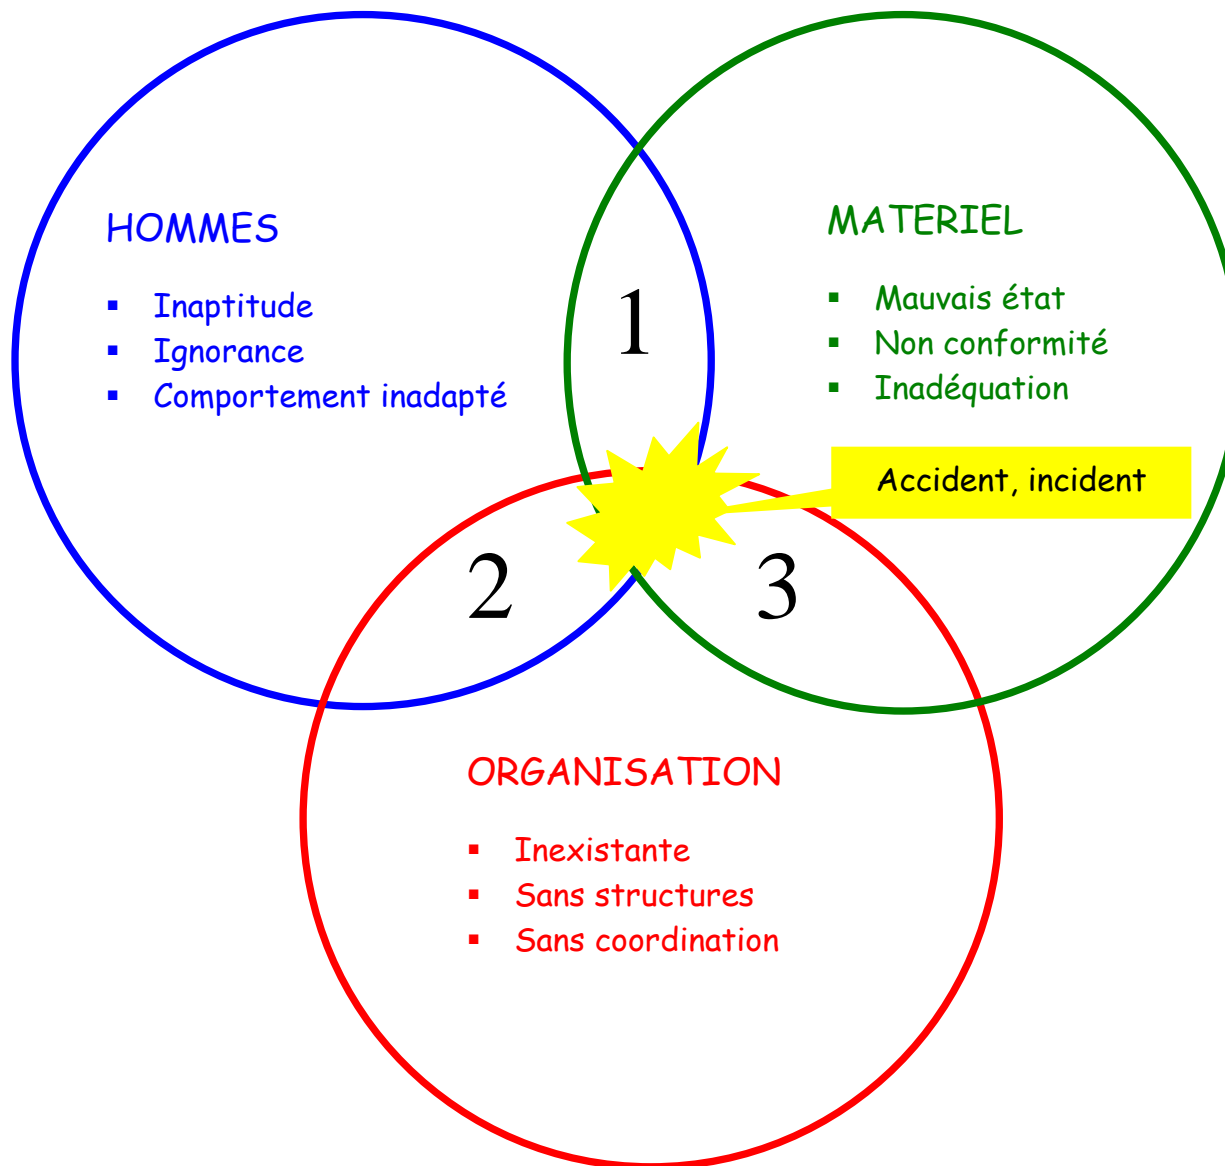 HOMMES
▪ Inaptitude
▪ Ignorance
▪ Comportement inadapté
1
MATERIEL
▪ Mauvais état
▪ Non conformité
▪ Inadéquation
Accident, incident
2
3
ORGANISATION
▪ Inexistante
▪ Sans structures
▪ Sans coordination